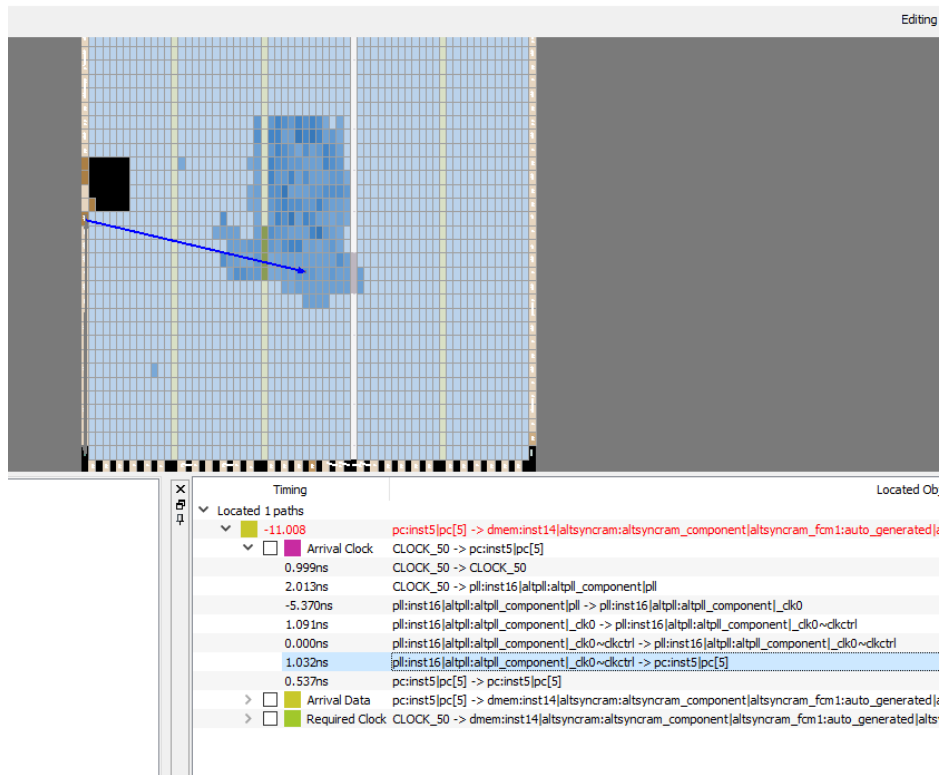 Editing
Timing Located Obj
Located 1 paths
-11.008 pc:inst5|pc[5] -> dmem:inst14|altsyncram:altsyncram_component|altsyncram_fcm1:auto_generated|a
Arrival Clock CLOCK_50 -> pc:inst5|pc[5]
0.999ns CLOCK_50 -> CLOCK_50
2.013ns CLOCK_50 -> pll:inst16|altpll:altpll_component|pll
-5.370ns pll:inst16|altpll:altpll_component|pll -> pll:inst16|altpll:altpll_component|_clk0
1.091ns pll:inst16|altpll:altpll_component|_clk0 -> pll:inst16|altpll:altpll_component|_clk0~clkctrl
0.000ns pll:inst16|altpll:altpll_component|_clk0~clkctrl -> pll:inst16|altpll:altpll_component|_clk0~clkctrl
1.032ns pll:inst16|altpll:altpll_component|_clk0~clkctrl -> pc:inst5|pc[5]
0.537ns pc:inst5|pc[5] -> pc:inst5|pc[5]
Arrival Data pc:inst5|pc[5] -> dmem:inst14|altsyncram:altsyncram_component|altsyncram_fcm1:auto_generated|a
Required Clock CLOCK_50 -> dmem:inst14|altsyncram:altsyncram_component|altsyncram_fcm1:auto_generated|alts